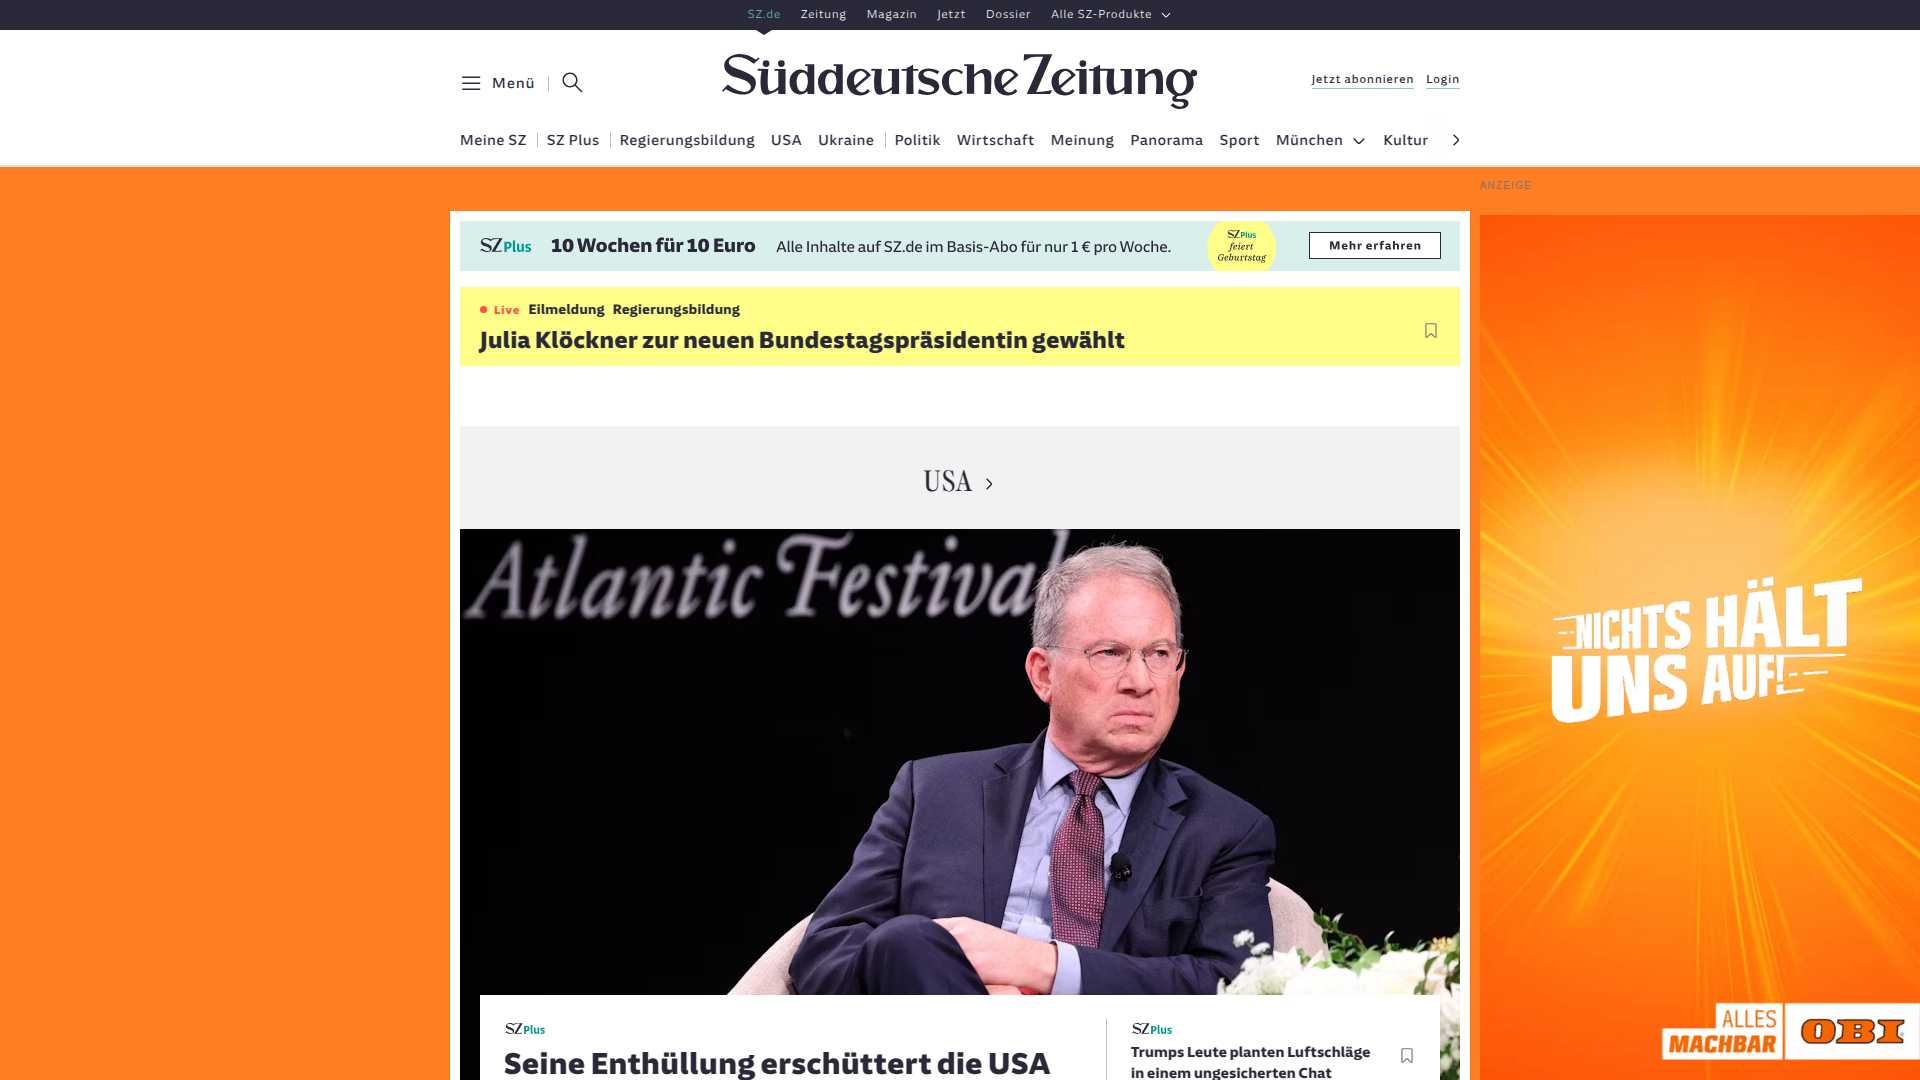 SZ.de Zeitung Magazin Jetzt Dossier Alle SZ-Produkte
Menü
Süddeutsche Zeitung
Jetzt abonnieren Login
Meine SZ SZ Plus Regierungsbildung USA Ukraine Politik Wirtschaft Meinung Panorama Sport München Kultur
ANZEIGE
SZ Plus 10 Wochen für 10 Euro Alle Inhalte auf SZ.de im Basis-Abo für nur 1 € pro Woche.
SZ Plus
feiert
Geburtstag
Mehr erfahren
Live Eilmeldung Regierungsbildung
Julia Klöckner zur neuen Bundestagspräsidentin gewählt
USA
Atlantic Festival
SZ Plus
Seine Enthüllung erschüttert die USA
SZ Plus
Trumps Leute planten Luftschläge
in einem ungesicherten Chat
NICHTS HÄLT
UNS AUF!
ALLES
MACHBAR
OBI